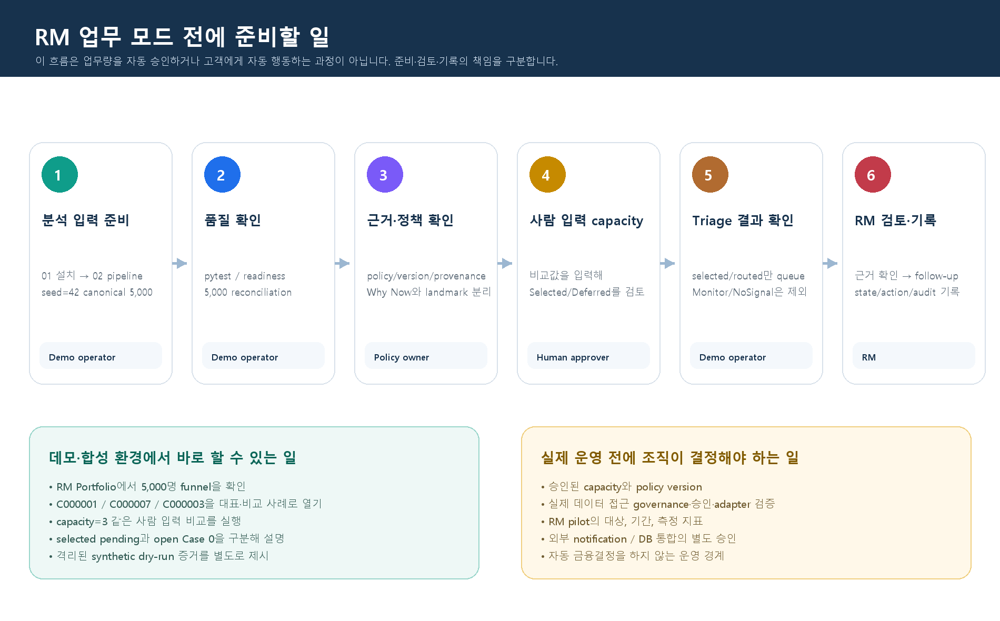 RM 업무 모드 전에 준비할 일
이 흐름은 업무량을 자동 승인하거나 고객에게 자동 행동하는 과정이 아닙니다. 준비·검토·기록의 책임을 구분합니다.
1
분석 입력 준비
01 설치 → 02 pipeline
seed=42 canonical 5,000
Demo operator
2
품질 확인
pytest / readiness
5,000 reconciliation
Demo operator
3
근거·정책 확인
policy/version/provenance
Why Now와 landmark 분리
Policy owner
4
사람 입력 capacity
비교값을 입력해
Selected/Deferred를 검토
Human approver
5
Triage 결과 확인
selected/routed만 queue
Monitor/NoSignal은 제외
Demo operator
6
RM 검토·기록
근거 확인 → follow-up
state/action/audit 기록
RM
데모·합성 환경에서 바로 할 수 있는 일
• RM Portfolio에서 5,000명 funnel을 확인
• C000001 / C000007 / C000003을 대표·비교 사례로 열기
• capacity=3 같은 사람 입력 비교를 실행
• selected pending과 open Case 0을 구분해 설명
• 격리된 synthetic dry-run 증거를 별도로 제시
실제 운영 전에 조직이 결정해야 하는 일
• 승인된 capacity와 policy version
• 실제 데이터 접근 governance·승인·adapter 검증
• RM pilot의 대상, 기간, 측정 지표
• 외부 notification / DB 통합의 별도 승인
• 자동 금융결정을 하지 않는 운영 경계